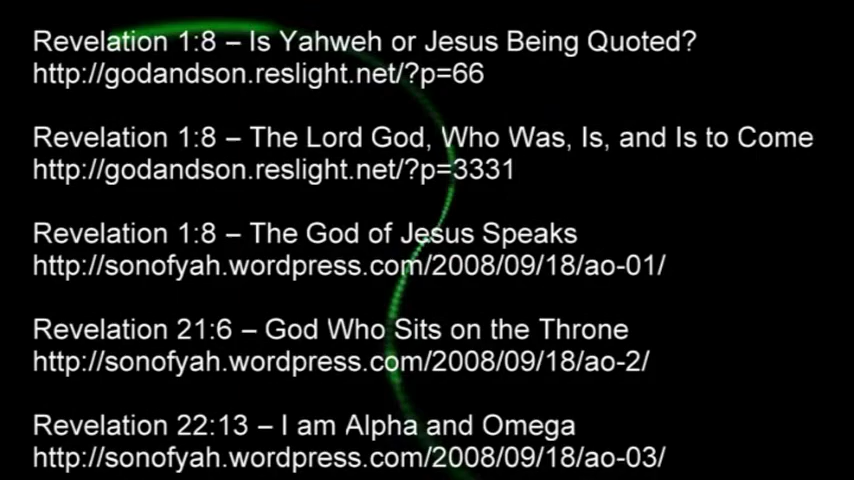 Revelation 1:8 – Is Yahweh or Jesus Being Quoted?
http://godandson.reslight.net/?p=66
Revelation 1:8 – The Lord God, Who Was, Is, and Is to Come
http://godandson.reslight.net/?p=3331
Revelation 1:8 – The God of Jesus Speaks
http://sonofyah.wordpress.com/2008/09/18/ao-01/
Revelation 21:6 – God Who Sits on the Throne
http://sonofyah.wordpress.com/2008/09/18/ao-2/
Revelation 22:13 – I am Alpha and Omega
http://sonofyah.wordpress.com/2008/09/18/ao-03/